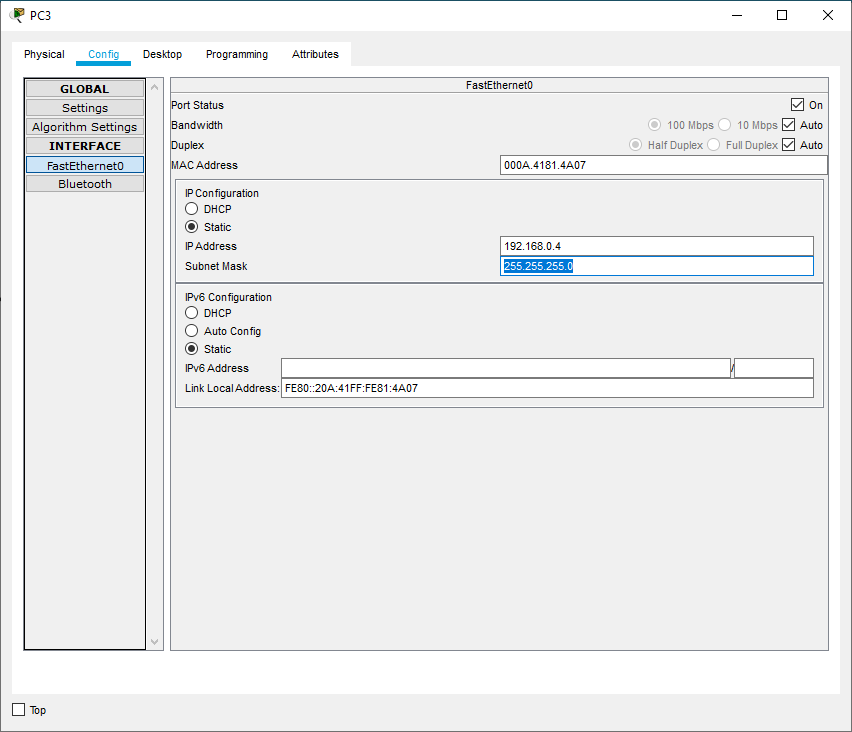 PC3
Physical Config Desktop Programming Attributes
GLOBAL
Settings
Algorithm Settings
INTERFACE
FastEthernet0
Bluetooth
FastEthernet0
Port Status On
Bandwidth 100 Mbps 10 Mbps Auto
Duplex Half Duplex Full Duplex Auto
MAC Address 000A.4181.4A07
IP Configuration
DHCP
Static
IP Address 192.168.0.4
Subnet Mask 255.255.255.0
IPv6 Configuration
DHCP
Auto Config
Static
IPv6 Address /
Link Local Address: FE80::20A:41FF:FE81:4A07
Top